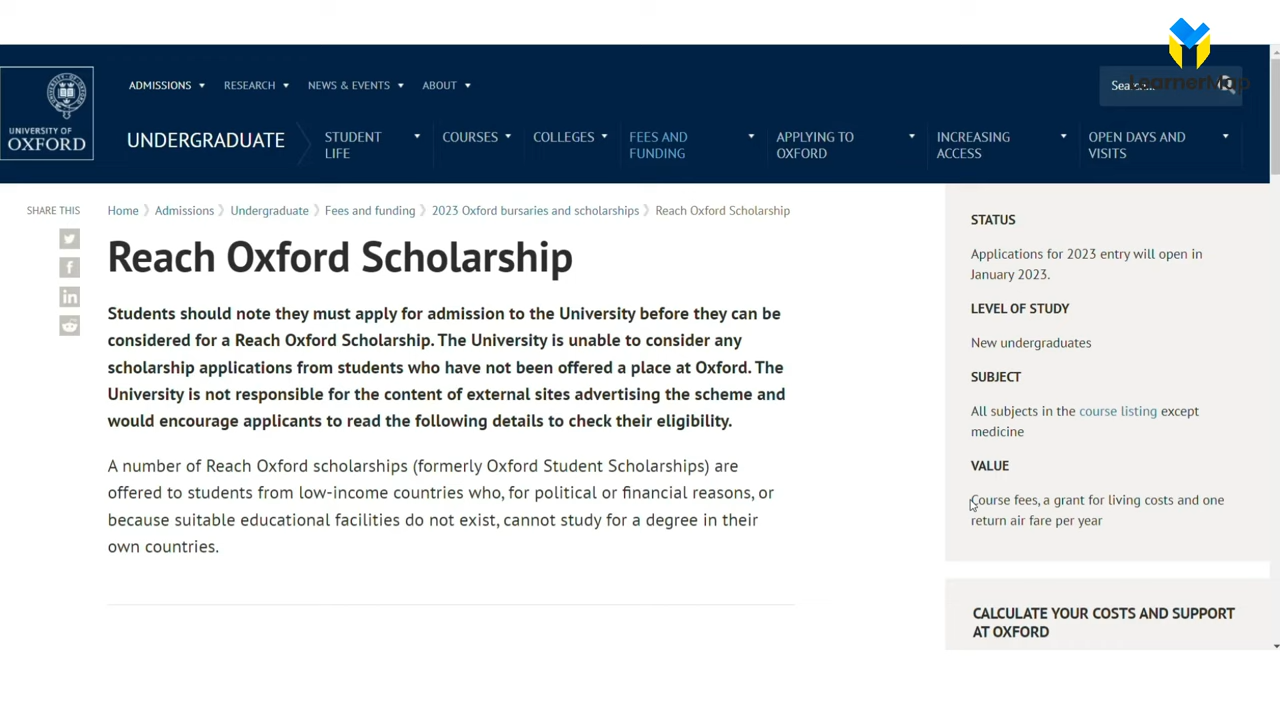 LearnerMap
ADMISSIONS RESEARCH NEWS & EVENTS ABOUT
Sea
UNIVERSITY OF
OXFORD
UNDERGRADUATE
STUDENT
LIFE
COURSES
COLLEGES
FEES AND
FUNDING
APPLYING TO
OXFORD
INCREASING
ACCESS
OPEN DAYS AND
VISITS
SHARE THIS
Home Admissions Undergraduate Fees and funding 2023 Oxford bursaries and scholarships Reach Oxford Scholarship
Reach Oxford Scholarship
Students should note they must apply for admission to the University before they can be
considered for a Reach Oxford Scholarship. The University is unable to consider any
scholarship applications from students who have not been offered a place at Oxford. The
University is not responsible for the content of external sites advertising the scheme and
would encourage applicants to read the following details to check their eligibility.
A number of Reach Oxford scholarships (formerly Oxford Student Scholarships) are
offered to students from low-income countries who, for political or financial reasons, or
because suitable educational facilities do not exist, cannot study for a degree in their
own countries.
STATUS
Applications for 2023 entry will open in
January 2023.
LEVEL OF STUDY
New undergraduates
SUBJECT
All subjects in the course listing except
medicine
VALUE
Course fees, a grant for living costs and one
return air fare per year
CALCULATE YOUR COSTS AND SUPPORT
AT OXFORD